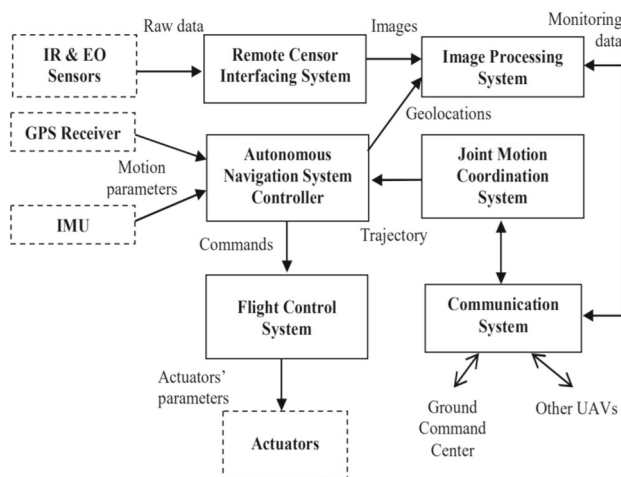 Raw data
Images
Monitoring
data
IR & EO
Sensors
Remote Censor
Interfacing System
Image Processing
System
GPS Receiver
Geolocations
Motion
parameters
Autonomous
Navigation System
Controller
Joint Motion
Coordination
System
IMU
Commands
Trajectory
Flight Control
System
Communication
System
Actuators'
parameters
Ground
Command
Center
Other UAVs
Actuators